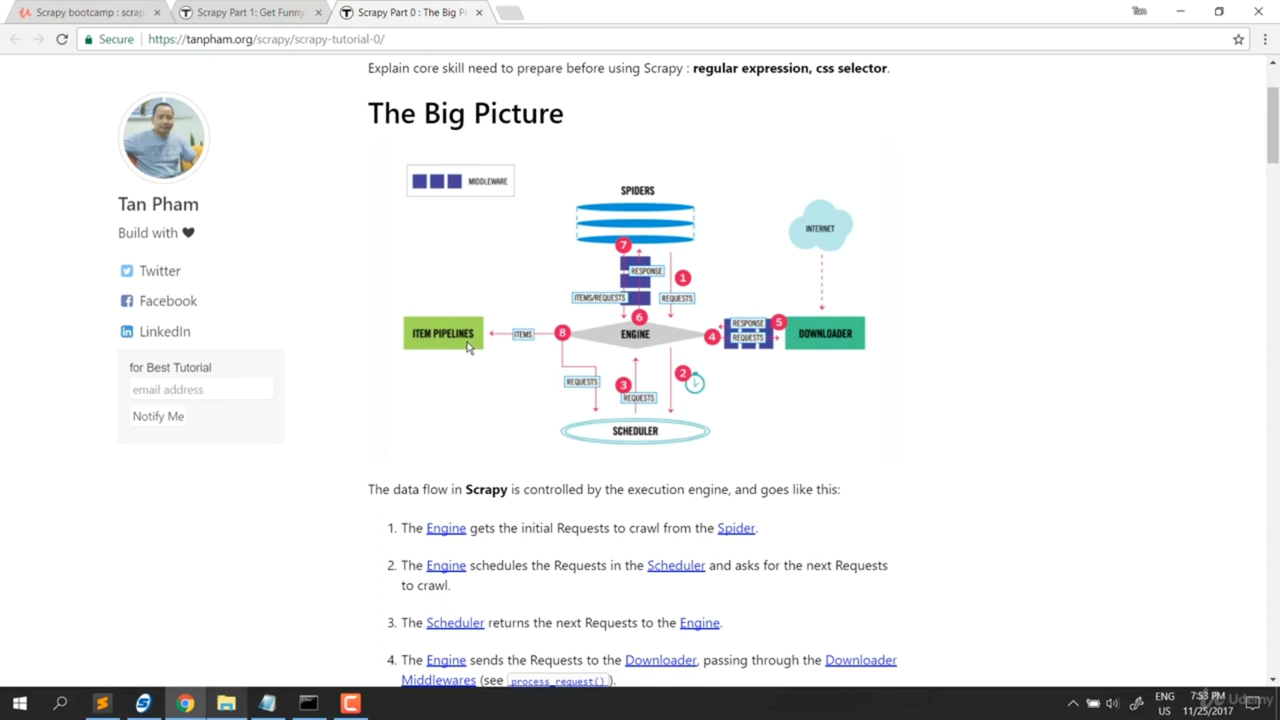 Scrapy bootcamp : scrap
Scrapy Part 1: Get Funny
Scrapy Part 0 : The Big Pi
Tan
Secure
https://tanpham.org/scrapy/scrapy-tutorial-0/
Explain core skill need to prepare before using Scrapy : regular expression, css selector.
The Big Picture
Tan Pham
Build with
Twitter
Facebook
LinkedIn
for Best Tutorial
email address
Notify Me
MIDDLEWARE
SPIDERS
INTERNET
7
RESPONSE
1
ITEMS/REQUESTS
REQUESTS
6
ITEM PIPELINES
ITEMS
8
ENGINE
4
RESPONSE
REQUESTS
5
DOWNLOADER
REQUESTS
3
REQUESTS
2
SCHEDULER
The data flow in Scrapy is controlled by the execution engine, and goes like this:
1. The Engine gets the initial Requests to crawl from the Spider.
2. The Engine schedules the Requests in the Scheduler and asks for the next Requests
to crawl.
3. The Scheduler returns the next Requests to the Engine.
4. The Engine sends the Requests to the Downloader, passing through the Downloader
Middlewares (see process_request()).
ENG
US
7:53 PM
11/25/2017
Udemy